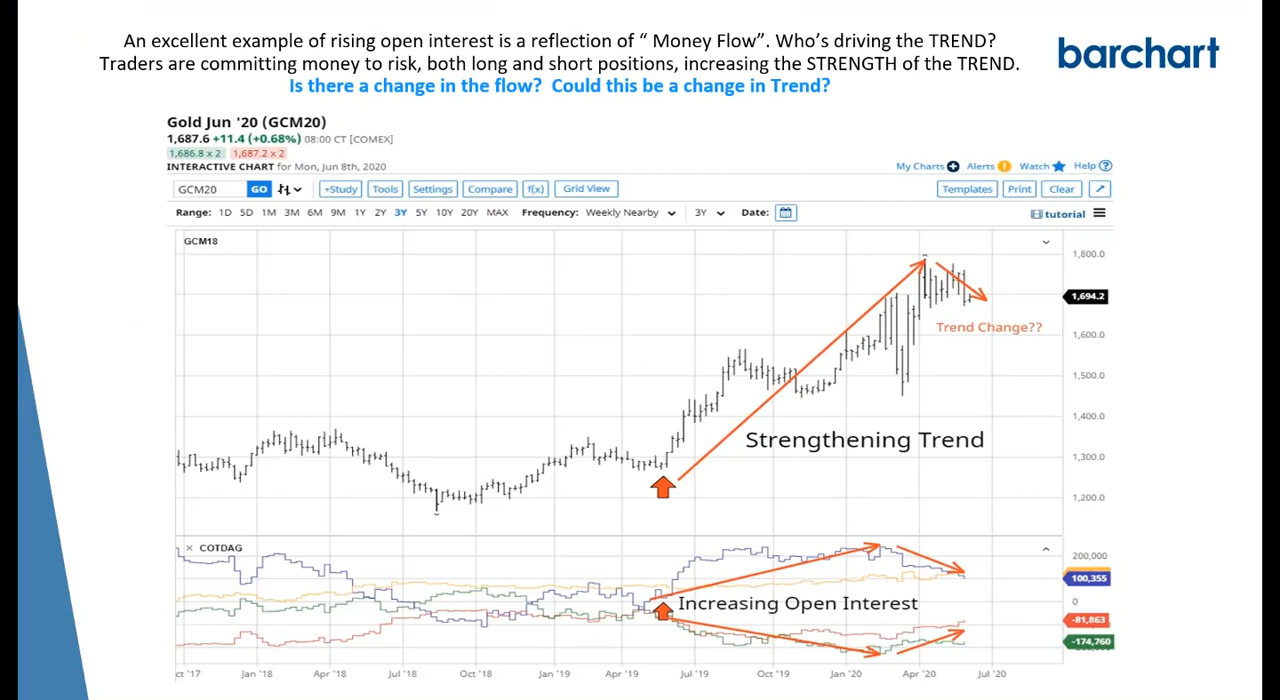 An excellent example of rising open interest is a reflection of “ Money Flow”. Who’s driving the TREND?
Traders are committing money to risk, both long and short positions, increasing the STRENGTH of the TREND.
Is there a change in the flow?  Could this be a change in Trend?
barchart
Gold Jun '20 (GCM20)
1,687.6 +11.4 (+0.68%) 08:00 CT [COMEX]
1,686.8 x 2 1,687.2 x 2
INTERACTIVE CHART for Mon, Jun 8th, 2020
My Charts Alerts Watch Help
GCM20 GO +Study Tools Settings Compare f(x) Grid View Templates Print Clear
Range: 1D 5D 1M 3M 6M 9M 1Y 2Y 3Y 5Y 10Y 20Y MAX Frequency: Weekly Nearby 3Y Date: tutorial
GCM18
1,800.0
1,694.2
Trend Change??
1,600.0
1,500.0
1,400.0
Strengthening Trend
1,300.0
1,200.0
COTDAG
200,000
100,355
0
Increasing Open Interest
-81,863
-174,760
ct '17 Jan '18 Apr '18 Jul '18 Oct '18 Jan '19 Apr '19 Jul '19 Oct '19 Jan '20 Apr '20 Jul '20